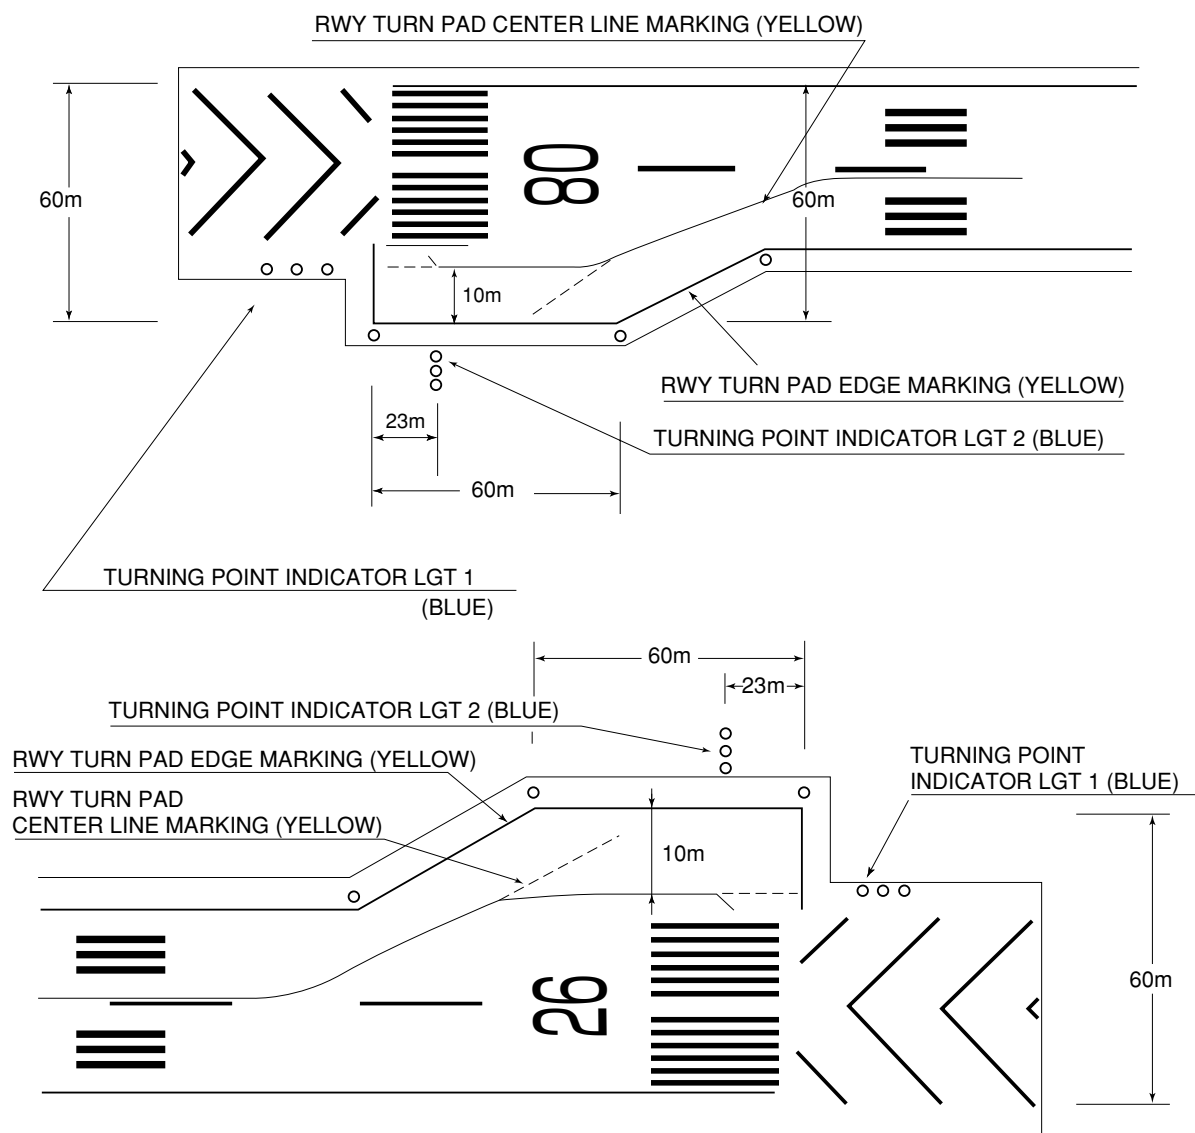 RWY TURN PAD CENTER LINE MARKING (YELLOW)
60m
08
60m
10m
RWY TURN PAD EDGE MARKING (YELLOW)
23m
TURNING POINT INDICATOR LGT 2 (BLUE)
60m
TURNING POINT INDICATOR LGT 1
(BLUE)
60m
23m
TURNING POINT INDICATOR LGT 2 (BLUE)
RWY TURN PAD EDGE MARKING (YELLOW)
TURNING POINT
INDICATOR LGT 1 (BLUE)
RWY TURN PAD
CENTER LINE MARKING (YELLOW)
10m
60m
26